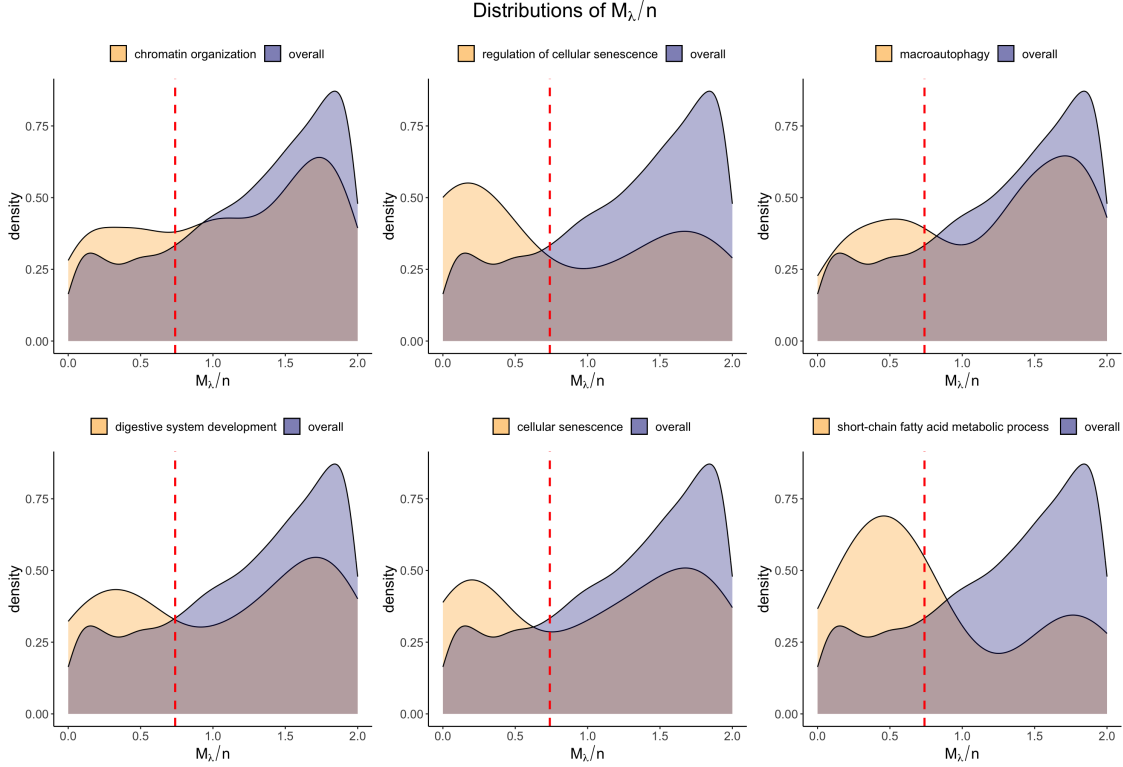 Distributions of Mλ/n
chromatin organization overall
regulation of cellular senescence overall
macroautophagy overall
density
0.75
0.50
0.25
0.00
0.0 0.5 1.0 1.5 2.0
Mλ/n
density
0.75
0.50
0.25
0.00
0.0 0.5 1.0 1.5 2.0
Mλ/n
density
0.75
0.50
0.25
0.00
0.0 0.5 1.0 1.5 2.0
Mλ/n
digestive system development overall
cellular senescence overall
short-chain fatty acid metabolic process overall
density
0.75
0.50
0.25
0.00
0.0 0.5 1.0 1.5 2.0
Mλ/n
density
0.75
0.50
0.25
0.00
0.0 0.5 1.0 1.5 2.0
Mλ/n
density
0.75
0.50
0.25
0.00
0.0 0.5 1.0 1.5 2.0
Mλ/n